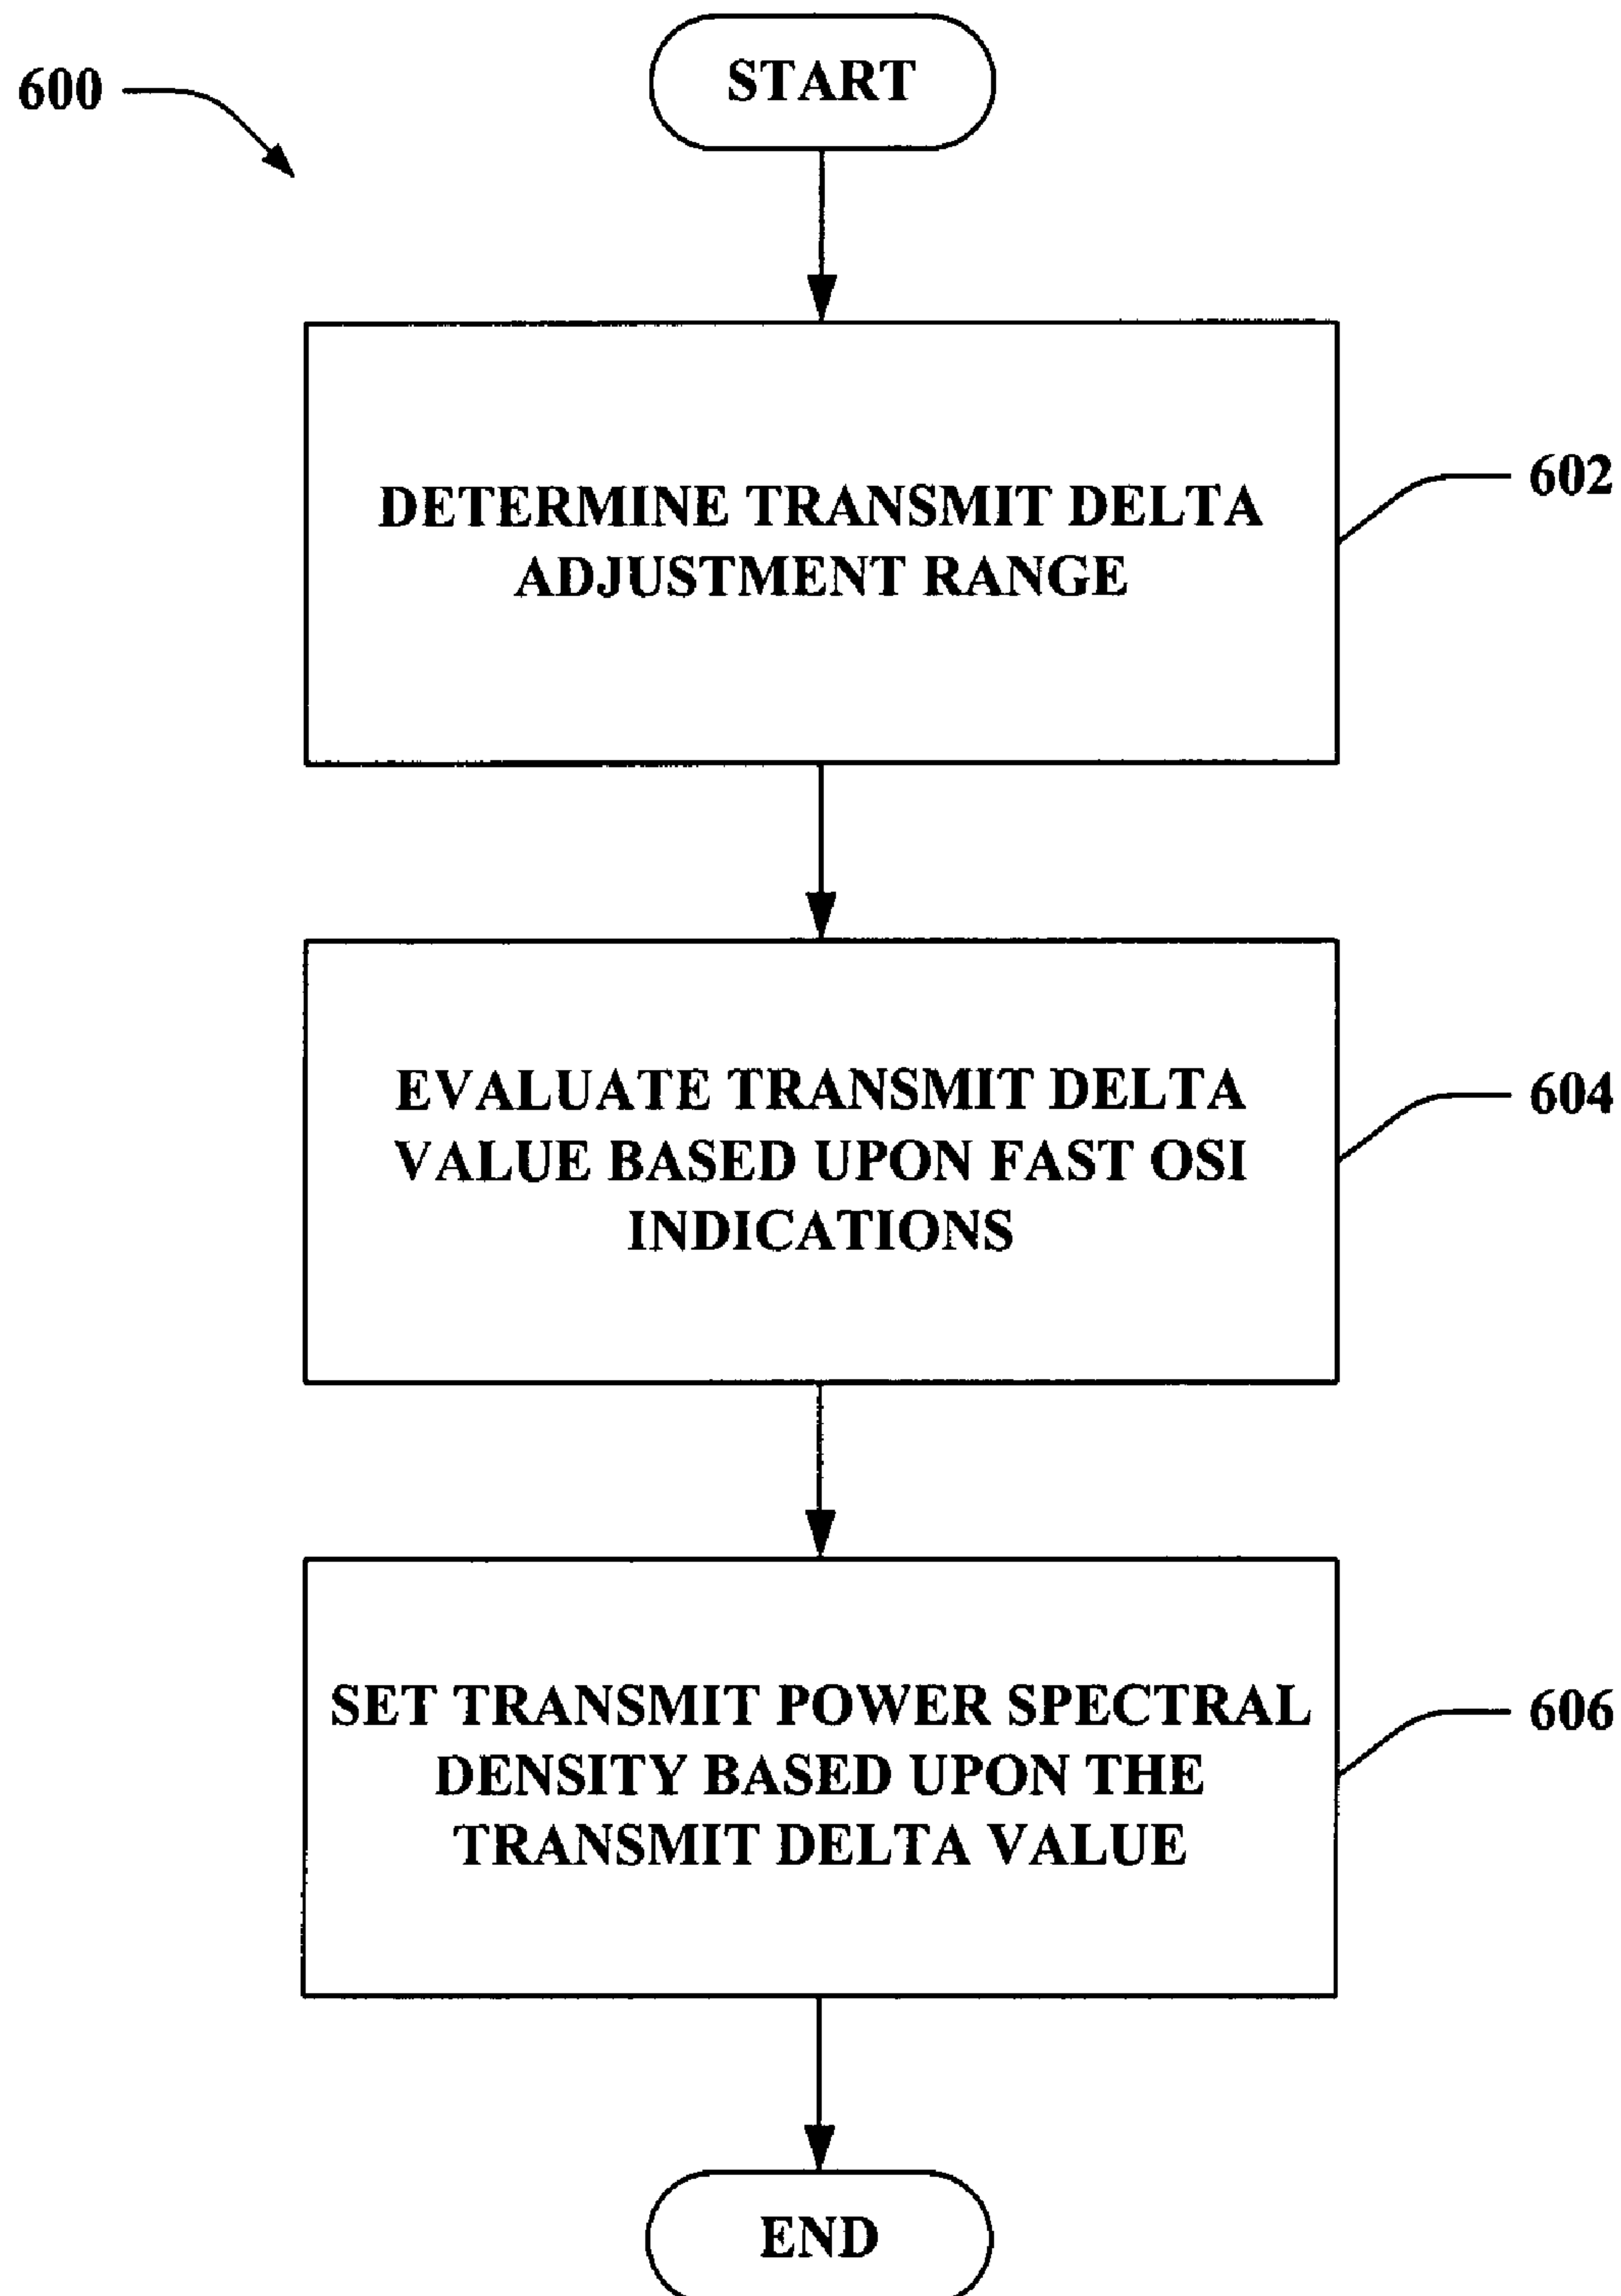 START
600
DETERMINE TRANSMIT DELTA
ADJUSTMENT RANGE
602
EVALUATE TRANSMIT DELTA
VALUE BASED UPON FAST OSI
INDICATIONS
604
SET TRANSMIT POWER SPECTRAL
DENSITY BASED UPON THE
TRANSMIT DELTA VALUE
606
END